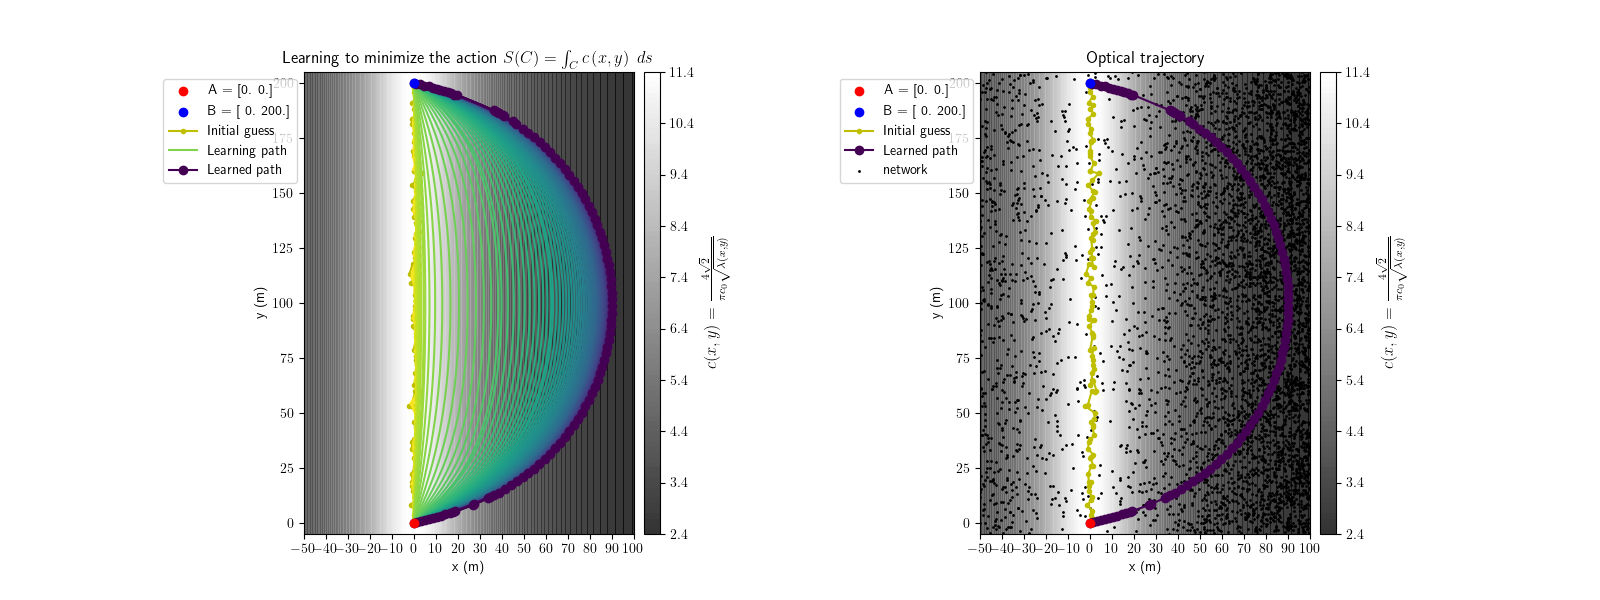 Learning to minimize the action S(C) = ∫_C c(x, y) ds
A = [0. 0.]
B = [ 0. 200.]
Initial guess
Learning path
Learned path
200
175
150
125
100
75
50
25
0
y (m)
−50 −40 −30 −20 −10 0 10 20 30 40 50 60 70 80 90 100
x (m)
11.4
10.4
9.4
8.4
7.4
6.4
5.4
4.4
3.4
2.4
c(x, y) = 4√2 / (πc₀√λ(x,y))
Optical trajectory
A = [0. 0.]
B = [ 0. 200.]
Initial guess
Learned path
network
200
175
150
125
100
75
50
25
0
y (m)
−50 −40 −30 −20 −10 0 10 20 30 40 50 60 70 80 90 100
x (m)
11.4
10.4
9.4
8.4
7.4
6.4
5.4
4.4
3.4
2.4
c(x, y) = 4√2 / (πc₀√λ(x,y))